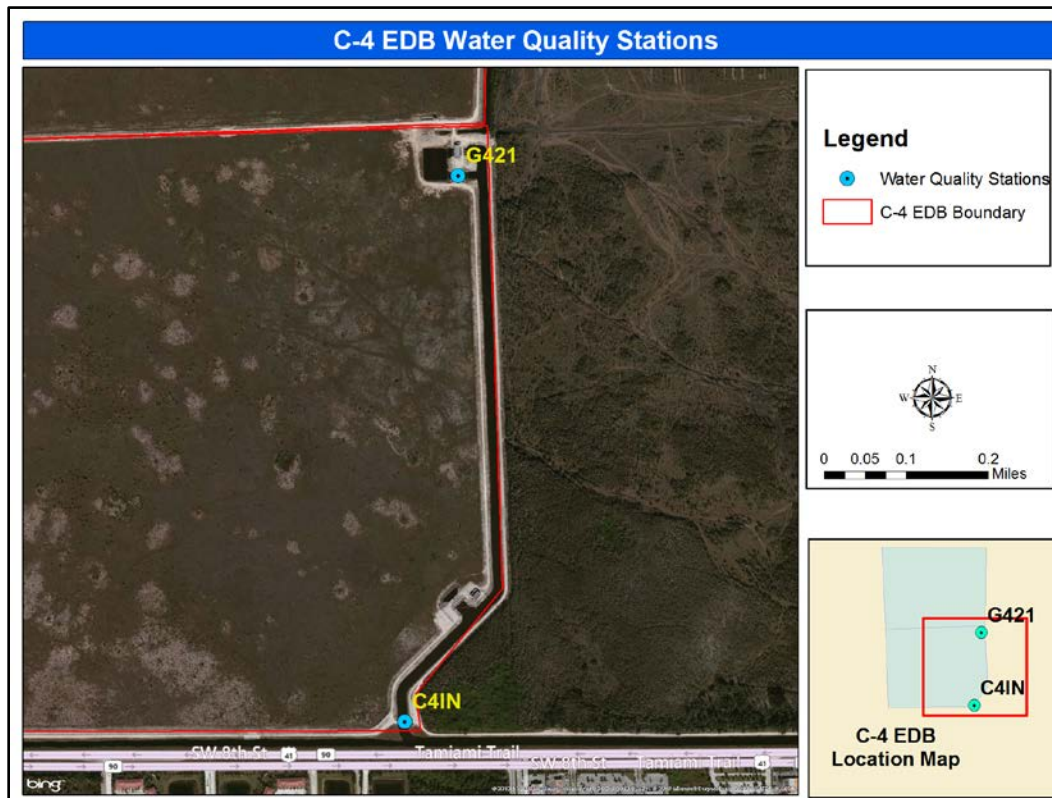 C-4 EDB Water Quality Stations
G421
C4IN
SW 8th St
41
90
Tamiami Trail
90
SW 8th St
Tamiami Trail
41
bing
Legend
Water Quality Stations
C-4 EDB Boundary
N
W
E
S
0 0.05 0.1 0.2
Miles
G421
C4IN
C-4 EDB
Location Map